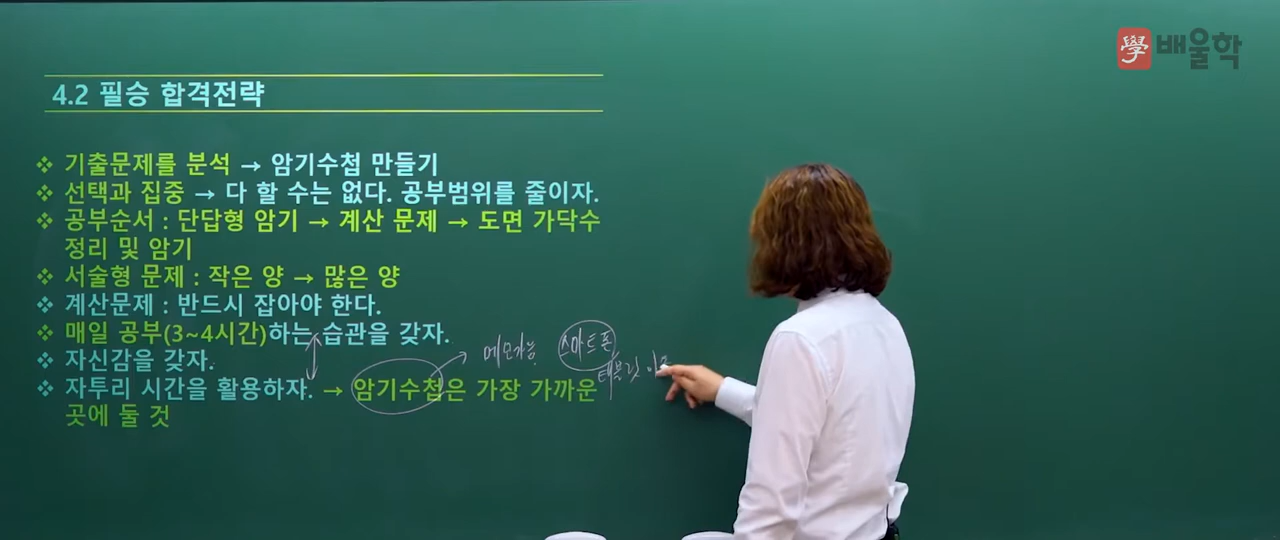 學 배울학
4.2 필승 합격전략
❖ 기출문제를 분석 → 암기수첩 만들기
❖ 선택과 집중 → 다 할 수는 없다. 공부범위를 줄이자.
❖ 공부순서 : 단답형 암기 → 계산 문제 → 도면 가닥수
정리 및 암기
❖ 서술형 문제 : 작은 양 → 많은 양
❖ 계산문제 : 반드시 잡아야 한다.
❖ 매일 공부(3~4시간)하는 습관을 갖자.
메모기능 스마트폰
❖ 자신감을 갖자.
태블릿
❖ 자투리 시간을 활용하자. → 암기수첩은 가장 가까운
곳에 둘 것